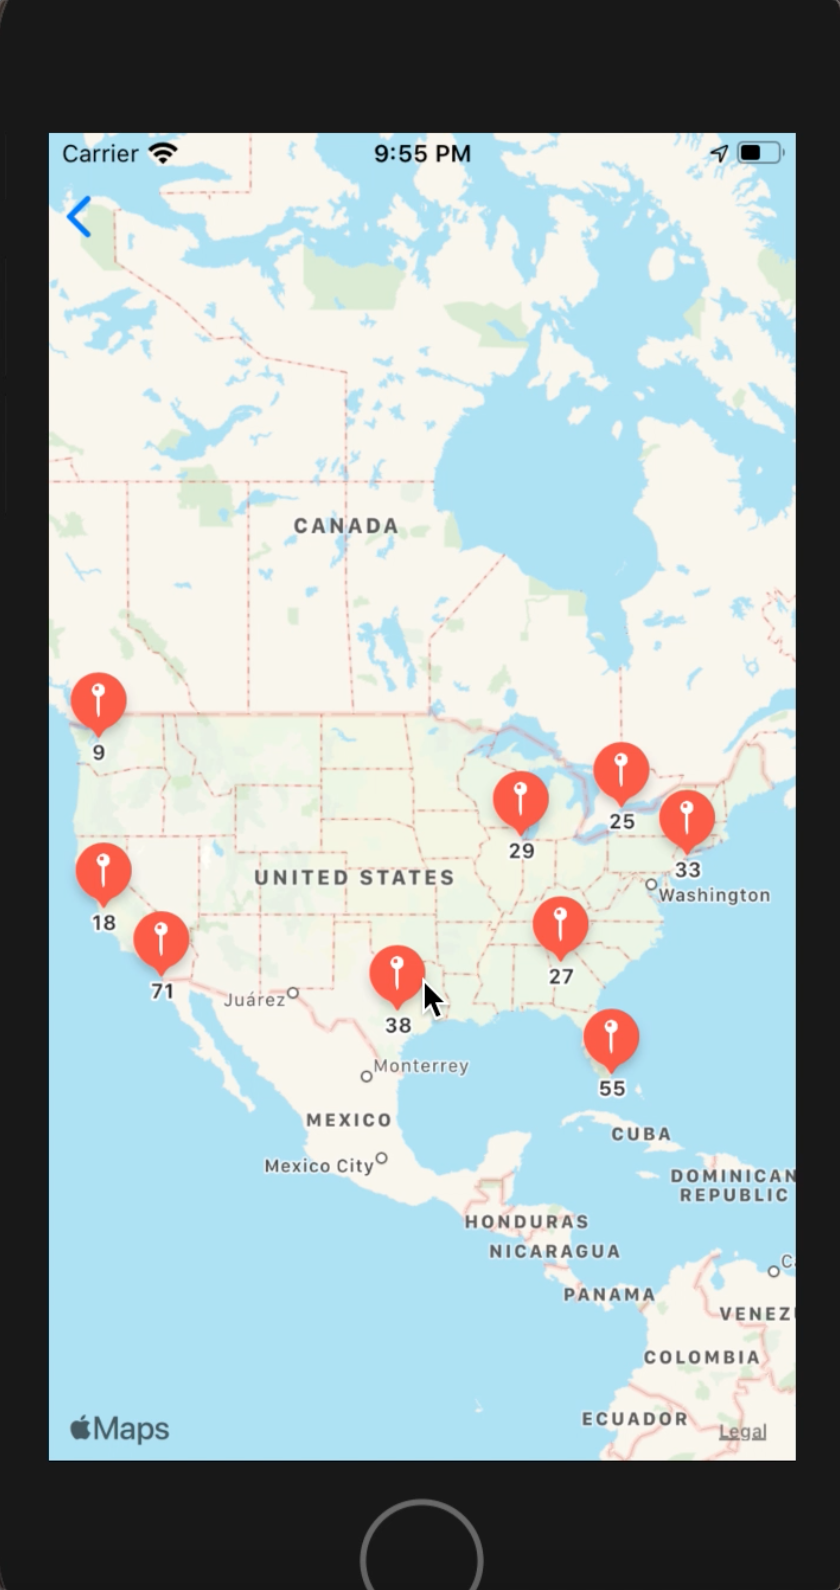 Carrier
9:55 PM
CANADA
9
25
29
33
UNITED STATES
Washington
18
27
71
Juárez
38
Monterrey
55
MEXICO
CUBA
Mexico City
DOMINICAN
REPUBLIC
HONDURAS
NICARAGUA
PANAMA
VENEZ
COLOMBIA
ECUADOR
Maps
Legal